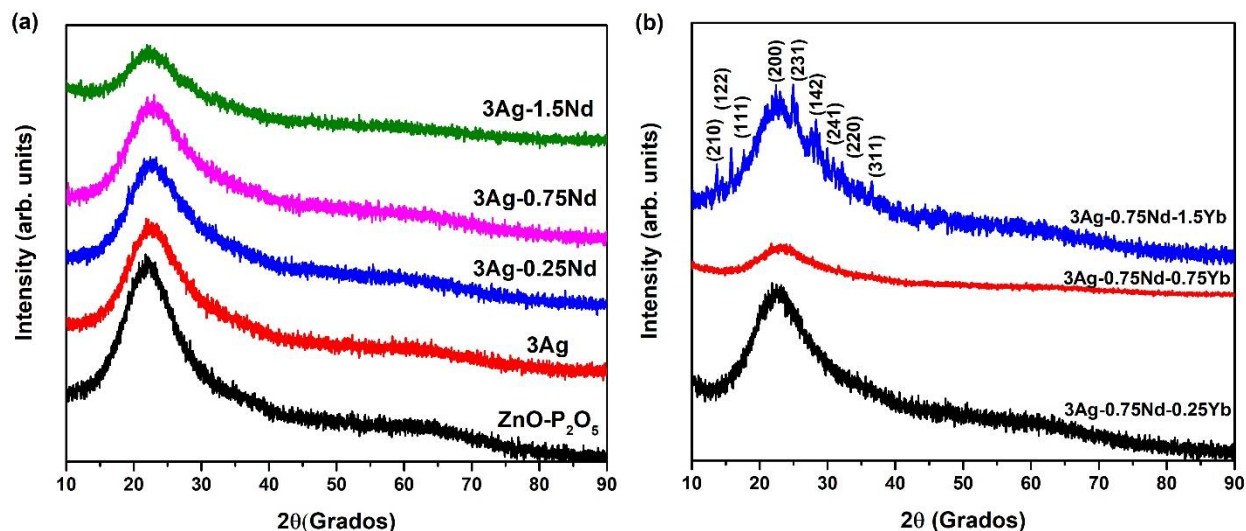 (a)
Intensity (arb. units)
3Ag-1.5Nd
3Ag-0.75Nd
3Ag-0.25Nd
3Ag
ZnO-P₂O₅
10 20 30 40 50 60 70 80 90
2θ(Grados)
(b)
Intensity (arb. units)
(210)
(122)
(111)
(200)
(231)
(142)
(241)
(220)
(311)
3Ag-0.75Nd-1.5Yb
3Ag-0.75Nd-0.75Yb
3Ag-0.75Nd-0.25Yb
10 20 30 40 50 60 70 80 90
2θ (Grados)